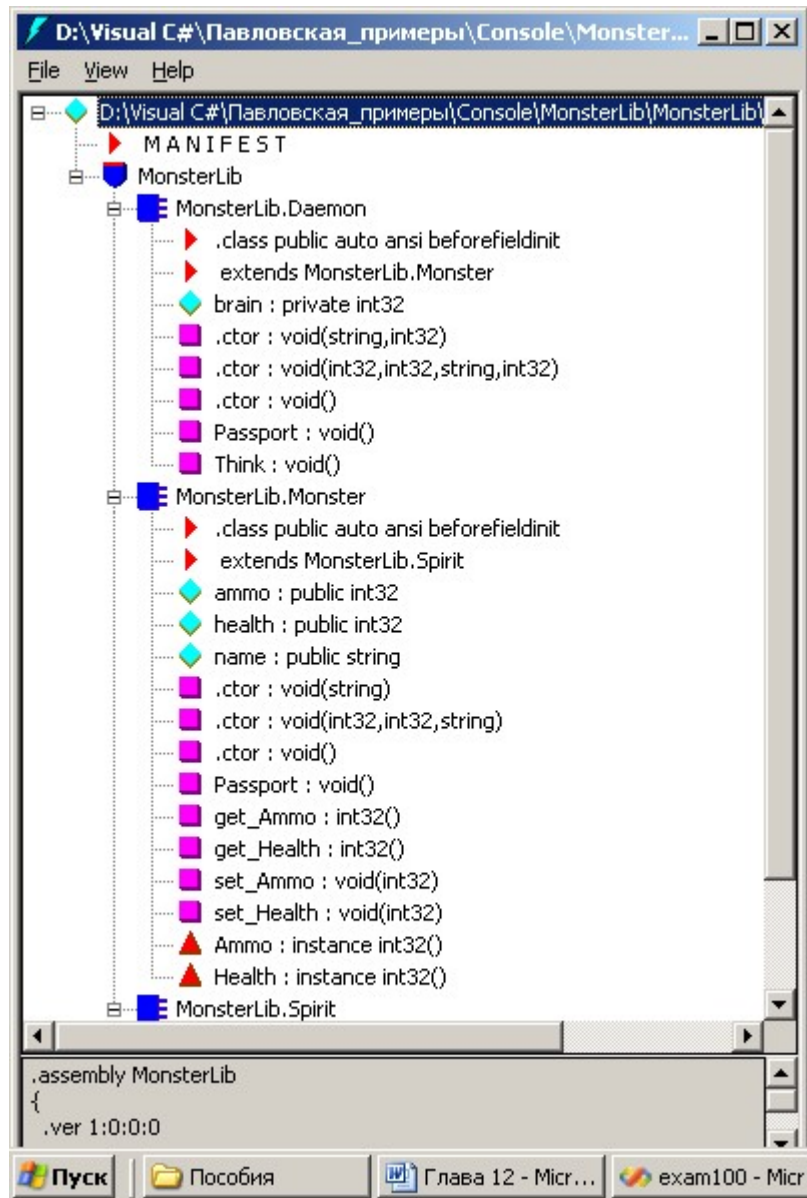 D:\Visual C#\Павловская_примеры\Console\Monster...
File View Help
D:\Visual C#\Павловская_примеры\Console\MonsterLib\MonsterLib\
M A N I F E S T
MonsterLib
MonsterLib.Daemon
.class public auto ansi beforefieldinit
extends MonsterLib.Monster
brain : private int32
.ctor : void(string,int32)
.ctor : void(int32,int32,string,int32)
.ctor : void()
Passport : void()
Think : void()
MonsterLib.Monster
.class public auto ansi beforefieldinit
extends MonsterLib.Spirit
ammo : public int32
health : public int32
name : public string
.ctor : void(string)
.ctor : void(int32,int32,string)
.ctor : void()
Passport : void()
get_Ammo : int32()
get_Health : int32()
set_Ammo : void(int32)
set_Health : void(int32)
Ammo : instance int32()
Health : instance int32()
MonsterLib.Spirit
.assembly MonsterLib
{
.ver 1:0:0:0
Пуск Пособия Глава 12 - Micr... exam100 - Micr